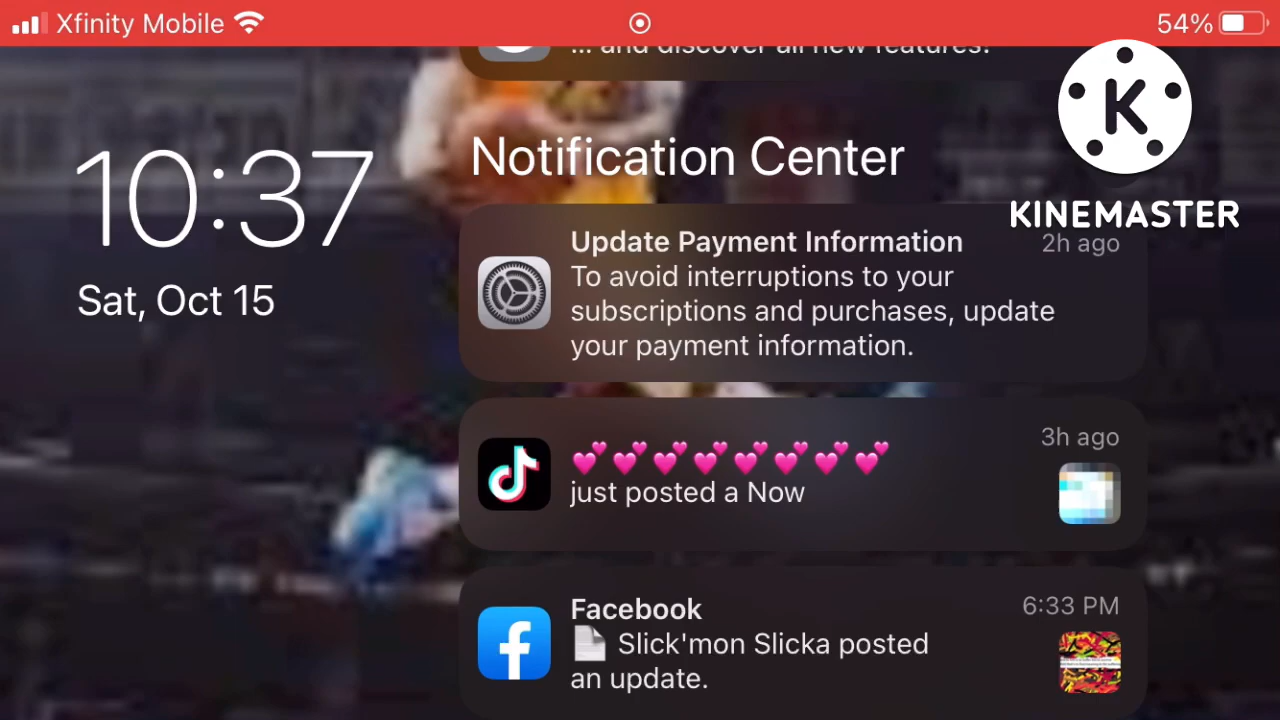 Xfinity Mobile
54%
... and discover all new features!
10:37
Sat, Oct 15
Notification Center
K
KINEMASTER
Update Payment Information
2h ago
To avoid interruptions to your
subscriptions and purchases, update
your payment information.
💕💕💕💕💕💕💕💕
3h ago
just posted a Now
Facebook
6:33 PM
📄 Slick'mon Slicka posted
an update.